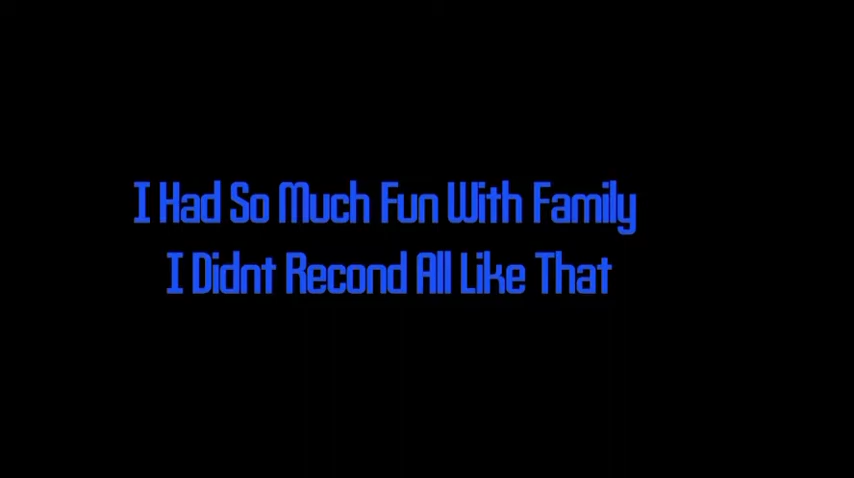 I Had So Much Fun With Family
I Didnt Recond All Like That